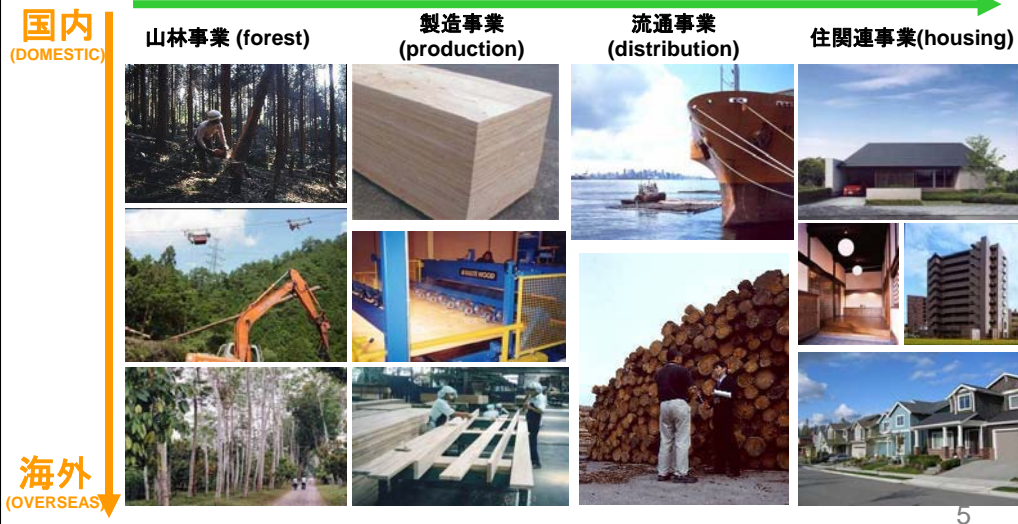 国内
(DOMESTIC)
山林事業 (forest)
製造事業
(production)
流通事業
(distribution)
住関連事業(housing)
WOOD
海外
(OVERSEAS)
5